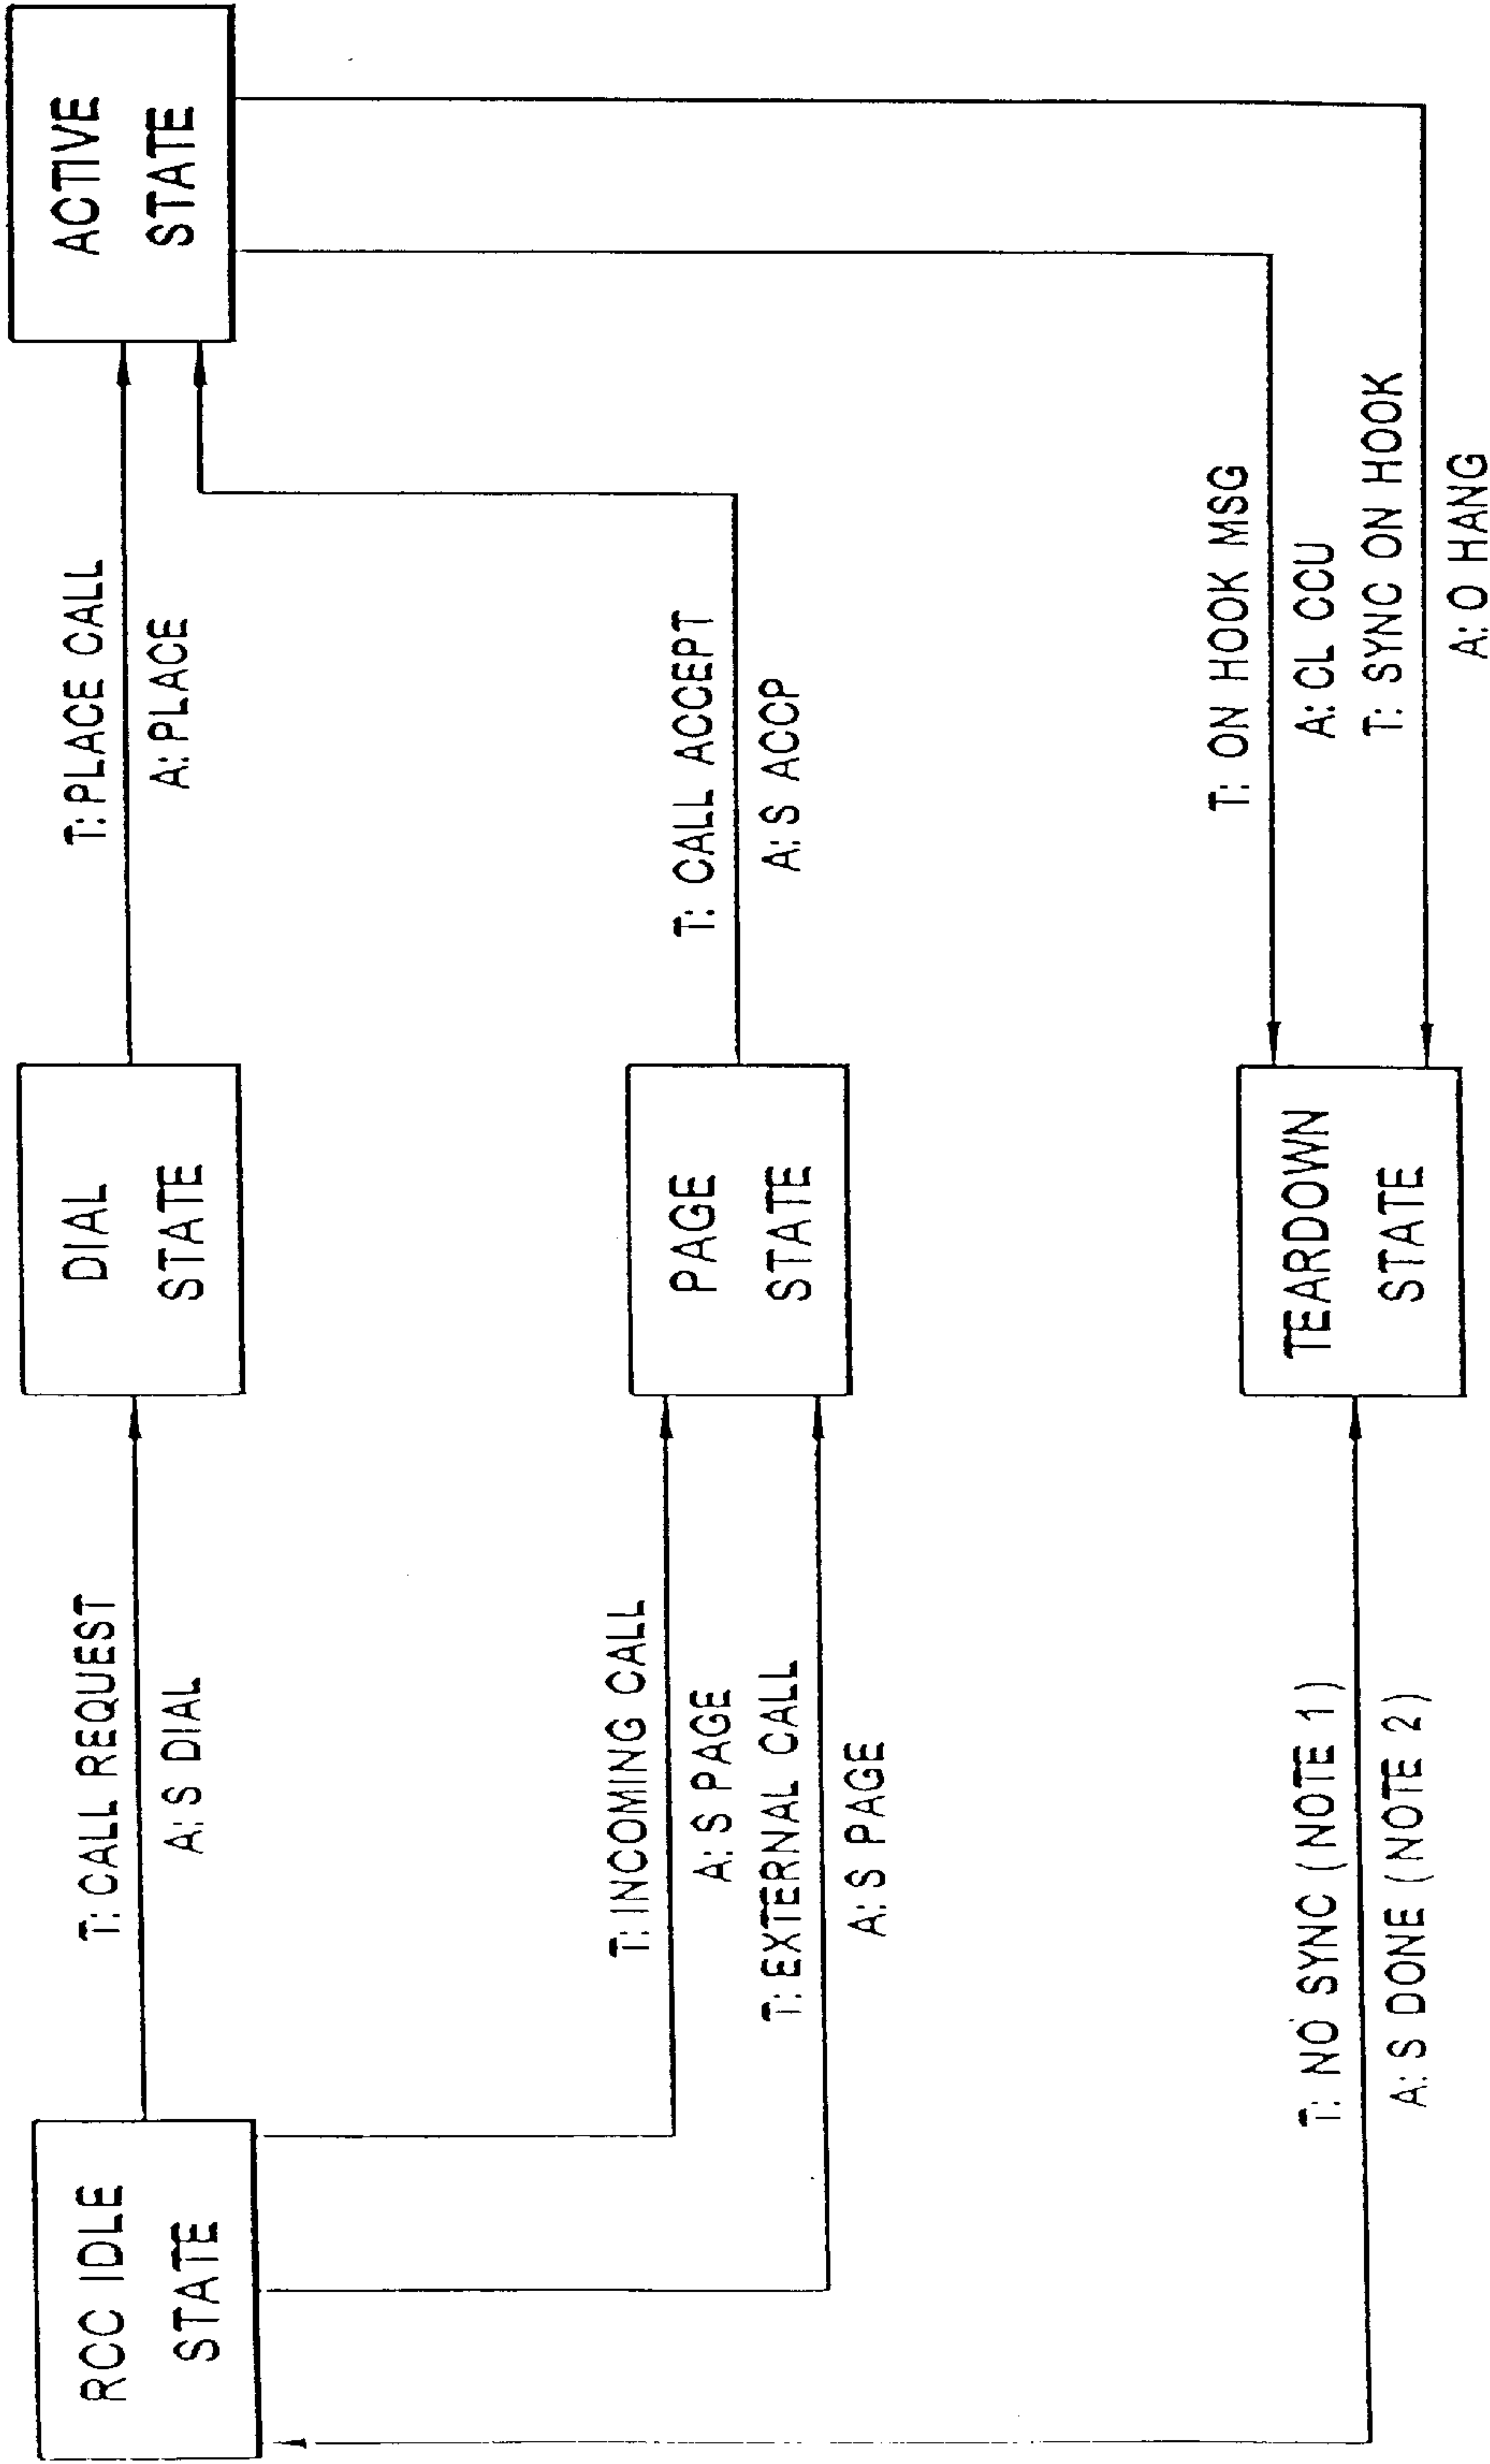 RCC IDLE
STATE
T: CALL REQUEST
A: S DIAL
DIAL
STATE
T: PLACE CALL
A: PLACE
ACTIVE
STATE
T: INCOMING CALL
A: S PAGE
T: EXTERNAL CALL
A: S PAGE
PAGE
STATE
T: CALL ACCEPT
A: S ACCP
T: NO SYNC (NOTE 1)
A: S DONE (NOTE 2)
TEARDOWN
STATE
T: ON HOOK MSG
A: CL CCU
T: SYNC ON HOOK
A: O HANG